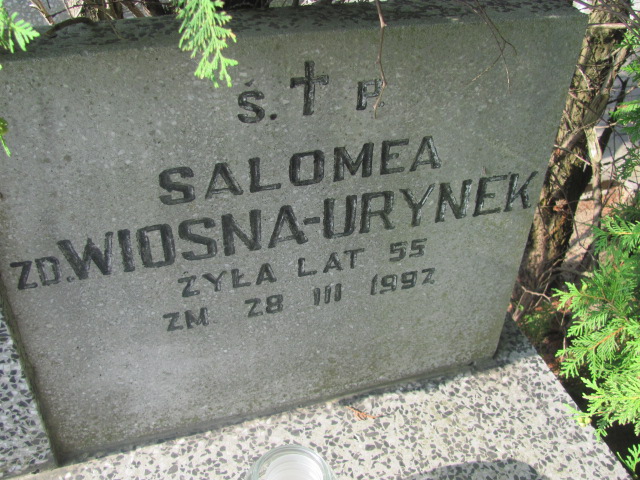 Ś. † P.
SALOMEA
ZD. WIOSNA-URYNEK
ŻYŁA LAT 55
ZM 28 III 1992